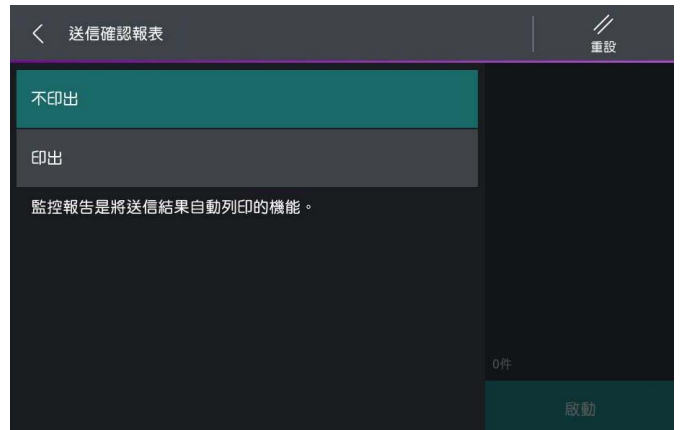 送信確認報表
重設
不印出
印出
監控報告是將送信結果自動列印的機能。
0件
啟動